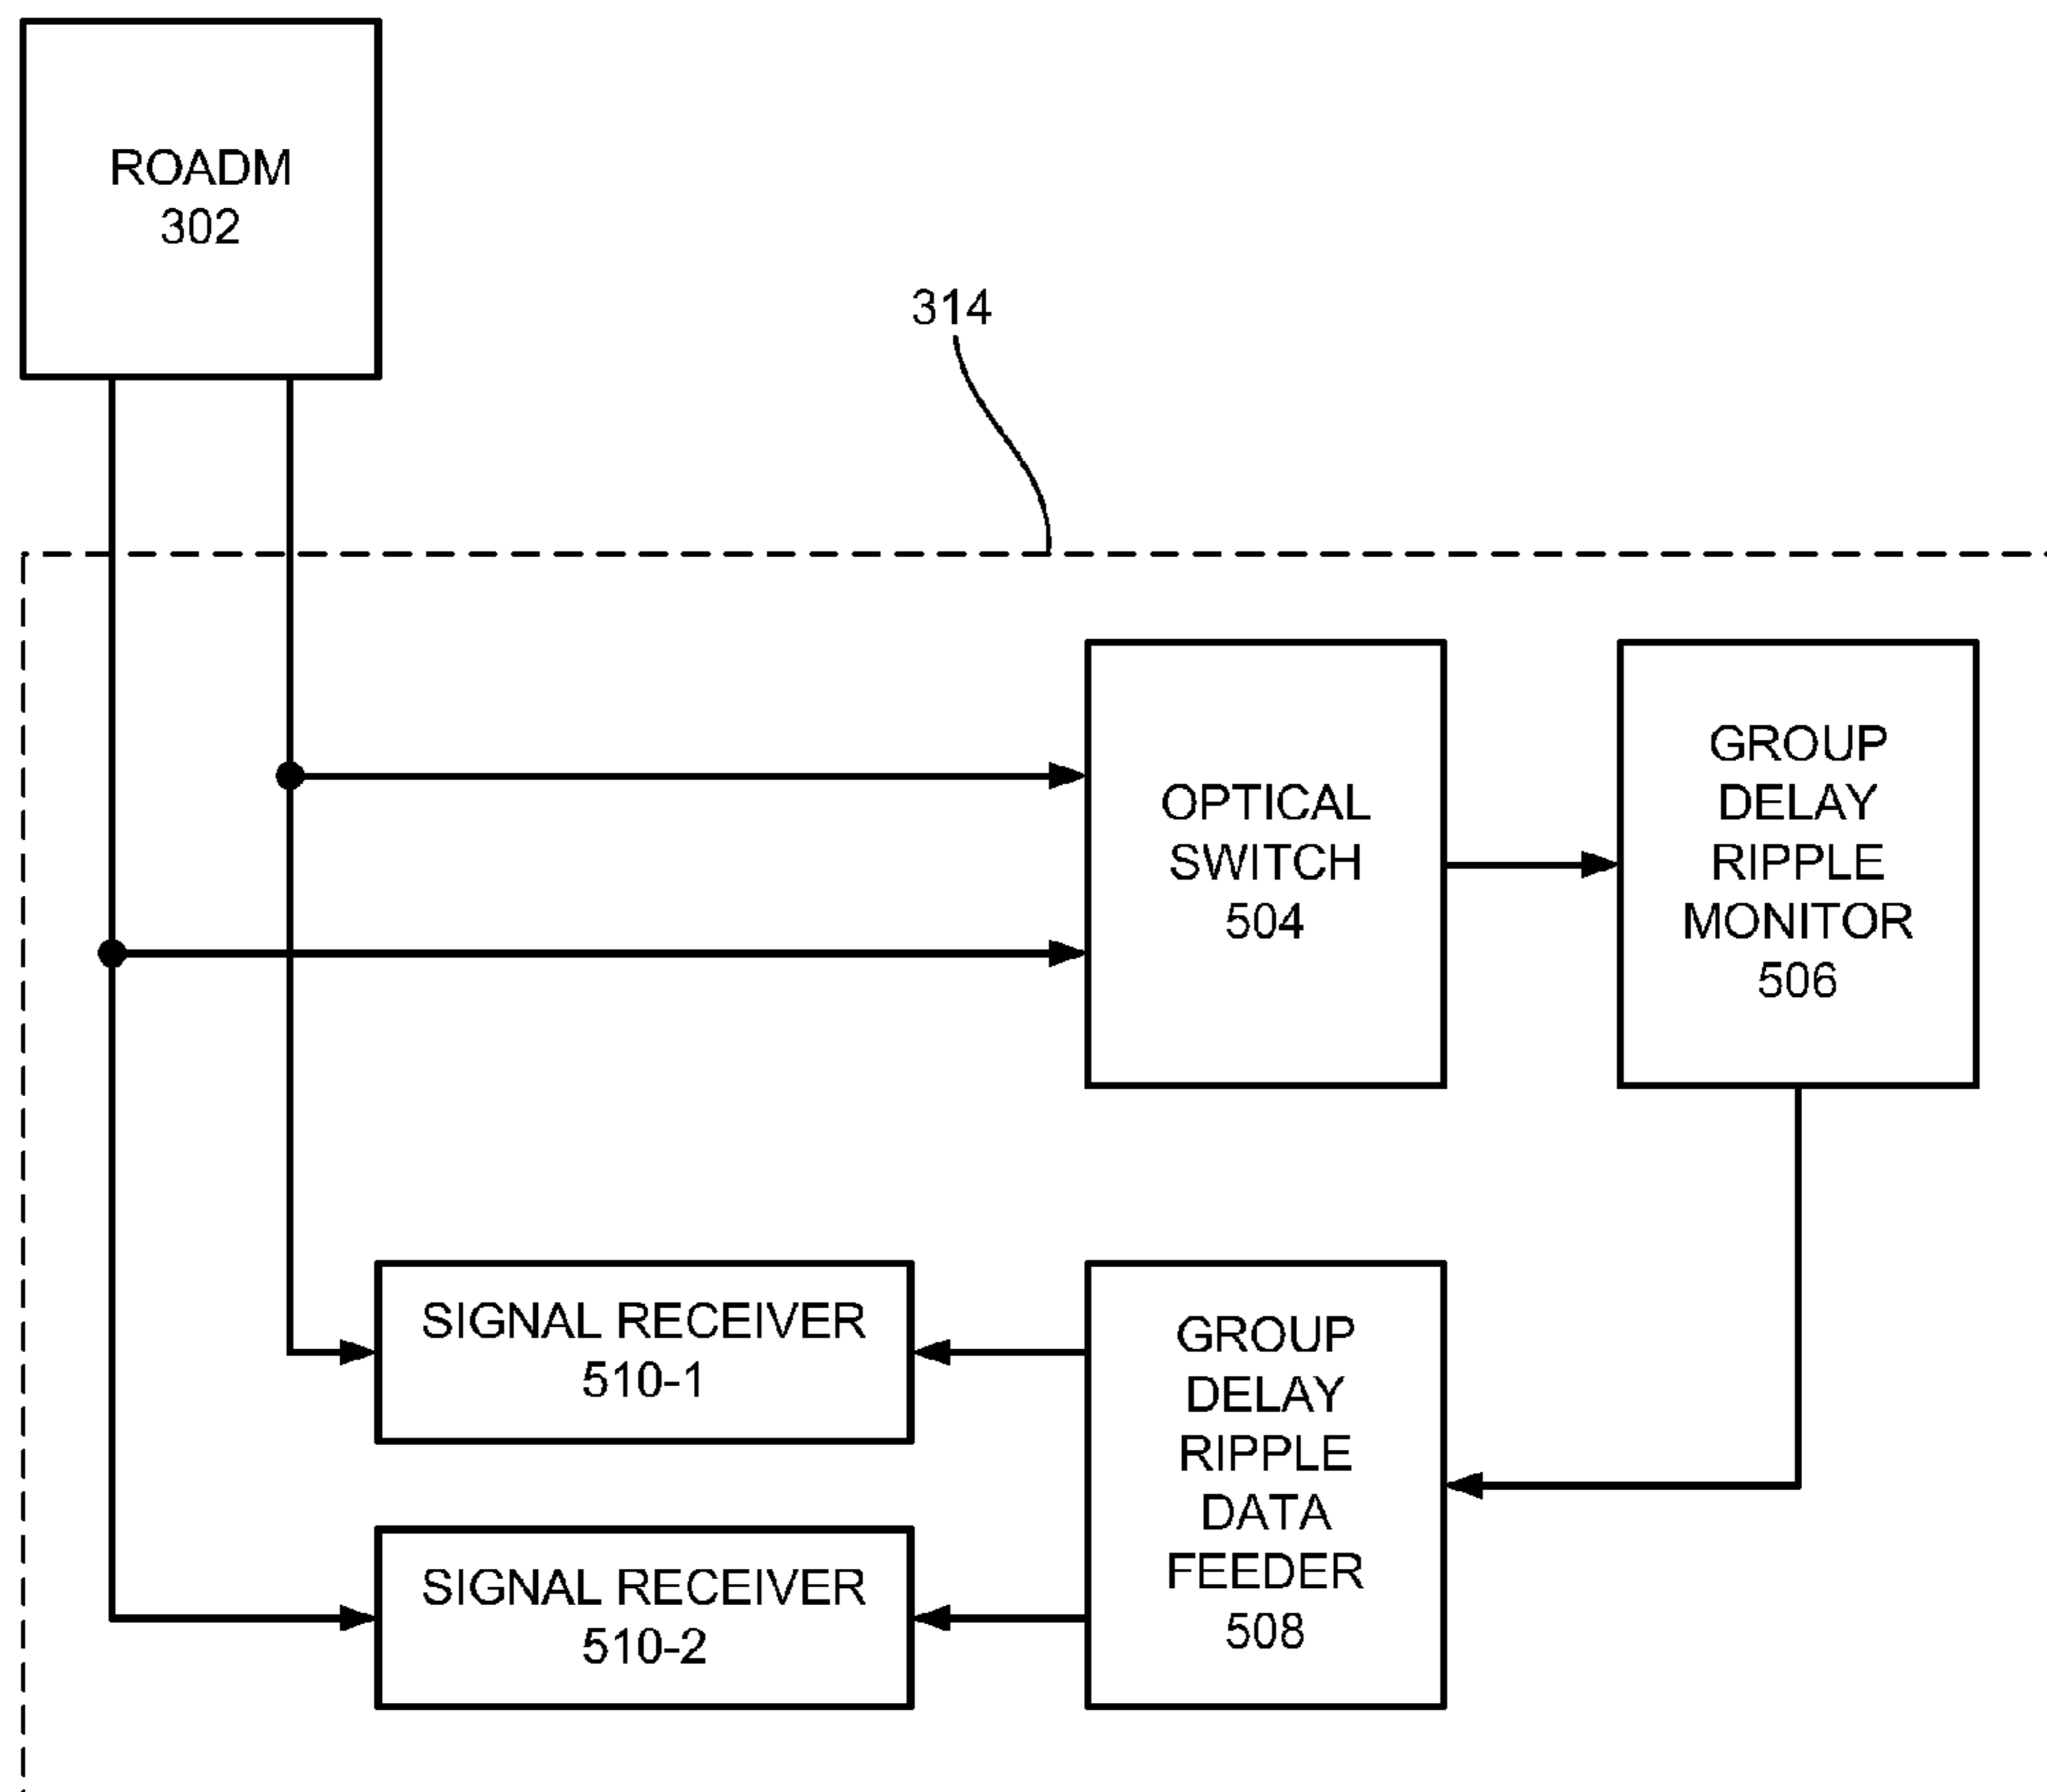 ROADM
302
314
OPTICAL
SWITCH
504
GROUP
DELAY
RIPPLE
MONITOR
506
SIGNAL RECEIVER
510-1
SIGNAL RECEIVER
510-2
GROUP
DELAY
RIPPLE
DATA
FEEDER
508